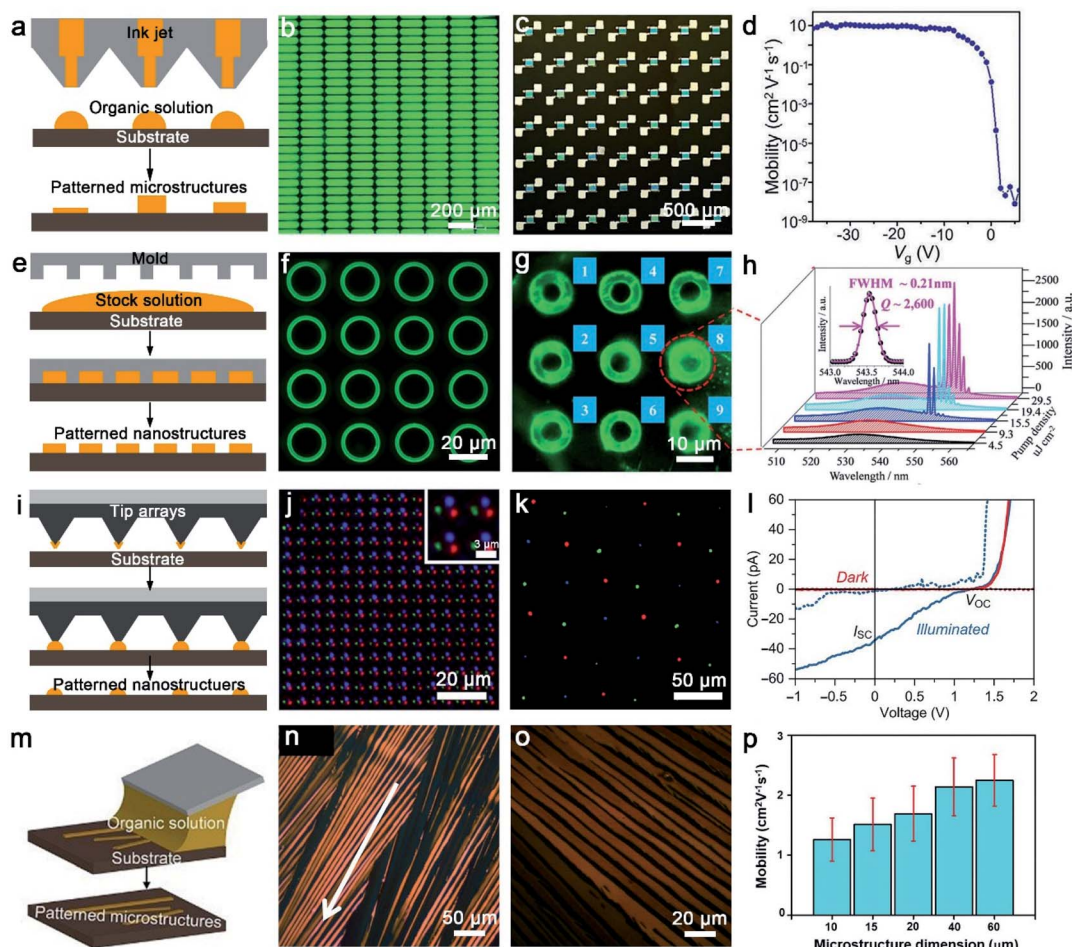 a
Ink jet
Organic solution
Substrate
Patterned microstructures
b
200 µm
c
500 µm
d
Mobility (cm² V⁻¹ s⁻¹)
10
10⁻¹
10⁻³
10⁻⁵
10⁻⁷
10⁻⁹
-30 -20 -10 0
Vg (V)
e
Mold
Stock solution
Substrate
Patterned nanostructures
f
20 µm
g
1 4 7
2 5 8
3 6 9
10 µm
h
FWHM ~ 0.21nm
Q ~ 2,600
Intensity / a.u.
543.0 543.5 544.0
Wavelength / nm
2500
2000
1500
1000
500
0
Intensity / a.u.
29.5
19.4
15.5
9.3
4.5
Pump density
uJ cm⁻²
510 520 530 540 550 560
Wavelength / nm
i
Tip arrays
Substrate
Patterned nanostructuers
j
3 µm
20 µm
k
50 µm
l
Current (pA)
60
40
20
0
−20
−40
−60
Dark
VOC
ISC
Illuminated
−1 −0.5 0 0.5 1 1.5 2
Voltage (V)
m
Organic solution
Substrate
Patterned microstructures
n
50 µm
o
20 µm
p
Mobility (cm²V⁻¹s⁻¹)
3
2
1
0
10 15 20 40 60
Microstructure dimension (µm)